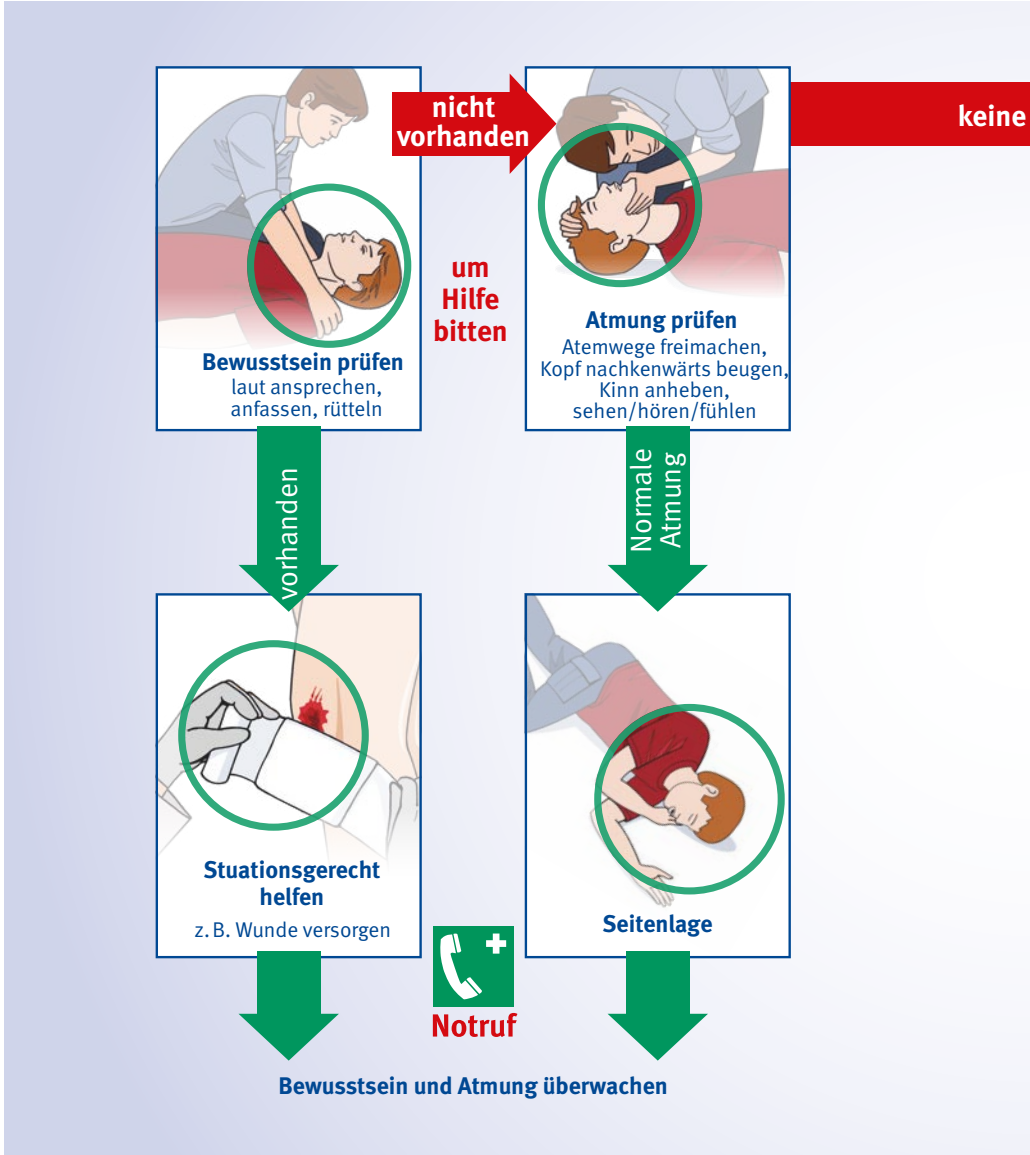 nicht
vorhanden
keine
um
Hilfe
bitten
Bewusstsein prüfen
laut ansprechen,
anfassen, rütteln
Atmung prüfen
Atemwege freimachen,
Kopf nachkenwärts beugen,
Kinn anheben,
sehen/hören/fühlen
vorhanden
Normale
Atmung
Stuationsgerecht
helfen
z. B. Wunde versorgen
Seitenlage
Notruf
Bewusstsein und Atmung überwachen